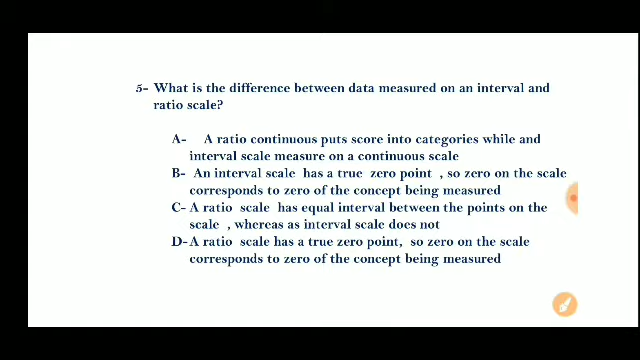 5- What is the difference between data measured on an interval and
ratio scale?
A- A ratio continuous puts score into categories while and
interval scale measure on a continuous scale
B- An interval scale has a true zero point , so zero on the scale
corresponds to zero of the concept being measured
C- A ratio scale has equal interval between the points on the
scale , whereas as interval scale does not
D- A ratio scale has a true zero point, so zero on the scale
corresponds to zero of the concept being measured